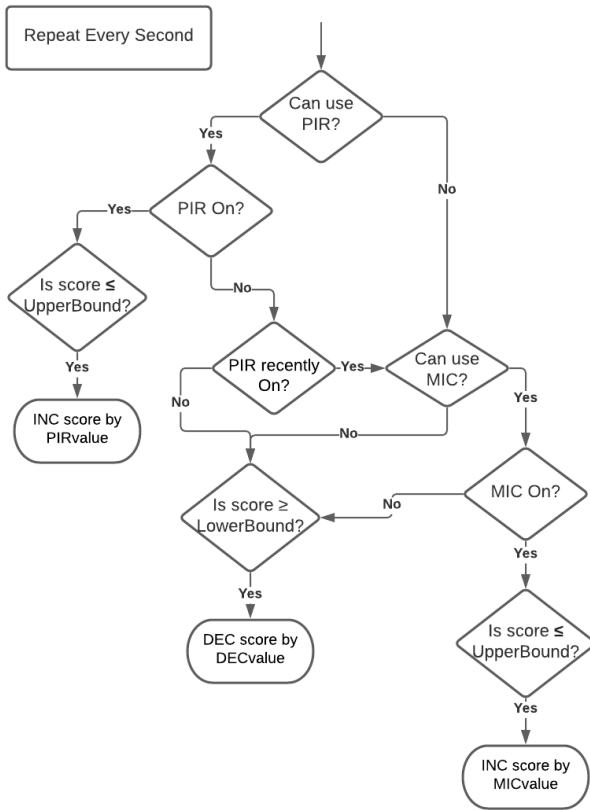 Repeat Every Second
Can use
PIR?
Yes
No
PIR On?
Yes
No
Is score ≤
UpperBound?
Yes
INC score by
PIRvalue
PIR recently
On?
Yes
No
Can use
MIC?
Yes
No
MIC On?
No
Yes
Is score ≥
LowerBound?
Yes
DEC score by
DECvalue
Is score ≤
UpperBound?
Yes
INC score by
MICvalue